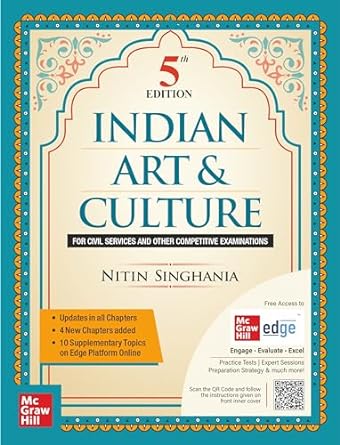 5th
EDITION
INDIAN
ART &
CULTURE
FOR CIVIL SERVICES AND OTHER COMPETITIVE EXAMINATIONS
NITIN SINGHANIA
• Updates in all Chapters
• 4 New Chapters added
• 10 Supplementary Topics
on Edge Platform Online
Free Access to
Mc
Graw
Hill
edge
Engage - Evaluate - Excel
Practice Tests | Expert Sessions
Preparation Strategy & much more!
Scan the QR Code and follow
the instructions given on
front inner cover
Mc
Graw
Hill